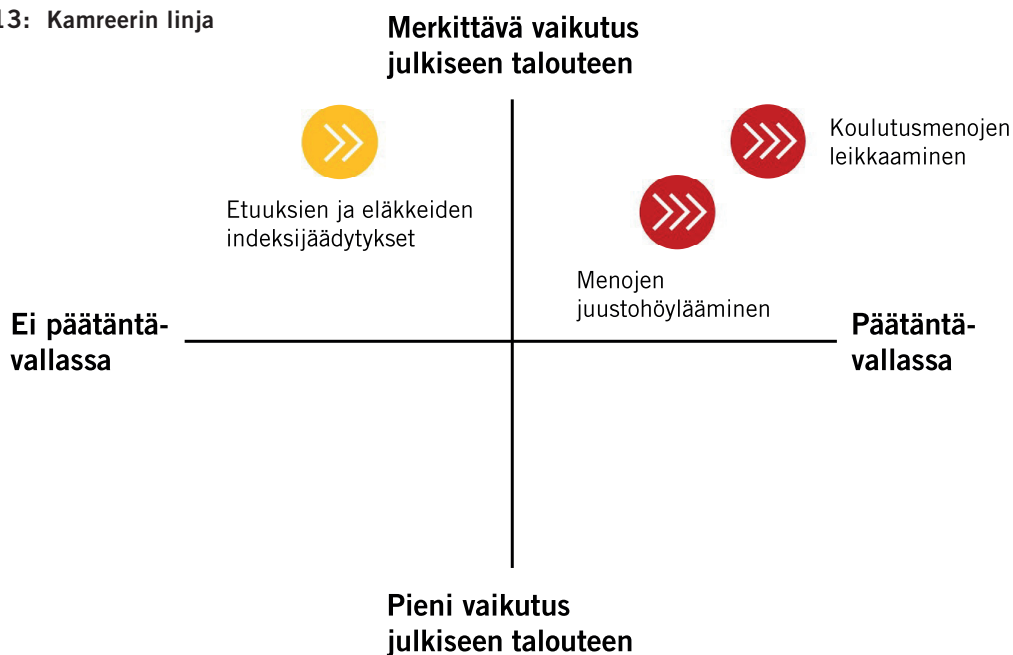 13: Kamreerin linja
Merkittävä vaikutus
julkiseen talouteen
Koulutusmenojen
leikkaaminen
Etuuksien ja eläkkeiden
indeksijäädytykset
Menojen
juustohöylääminen
Ei päätäntä-
vallassa
Päätäntä-
vallassa
Pieni vaikutus
julkiseen talouteen